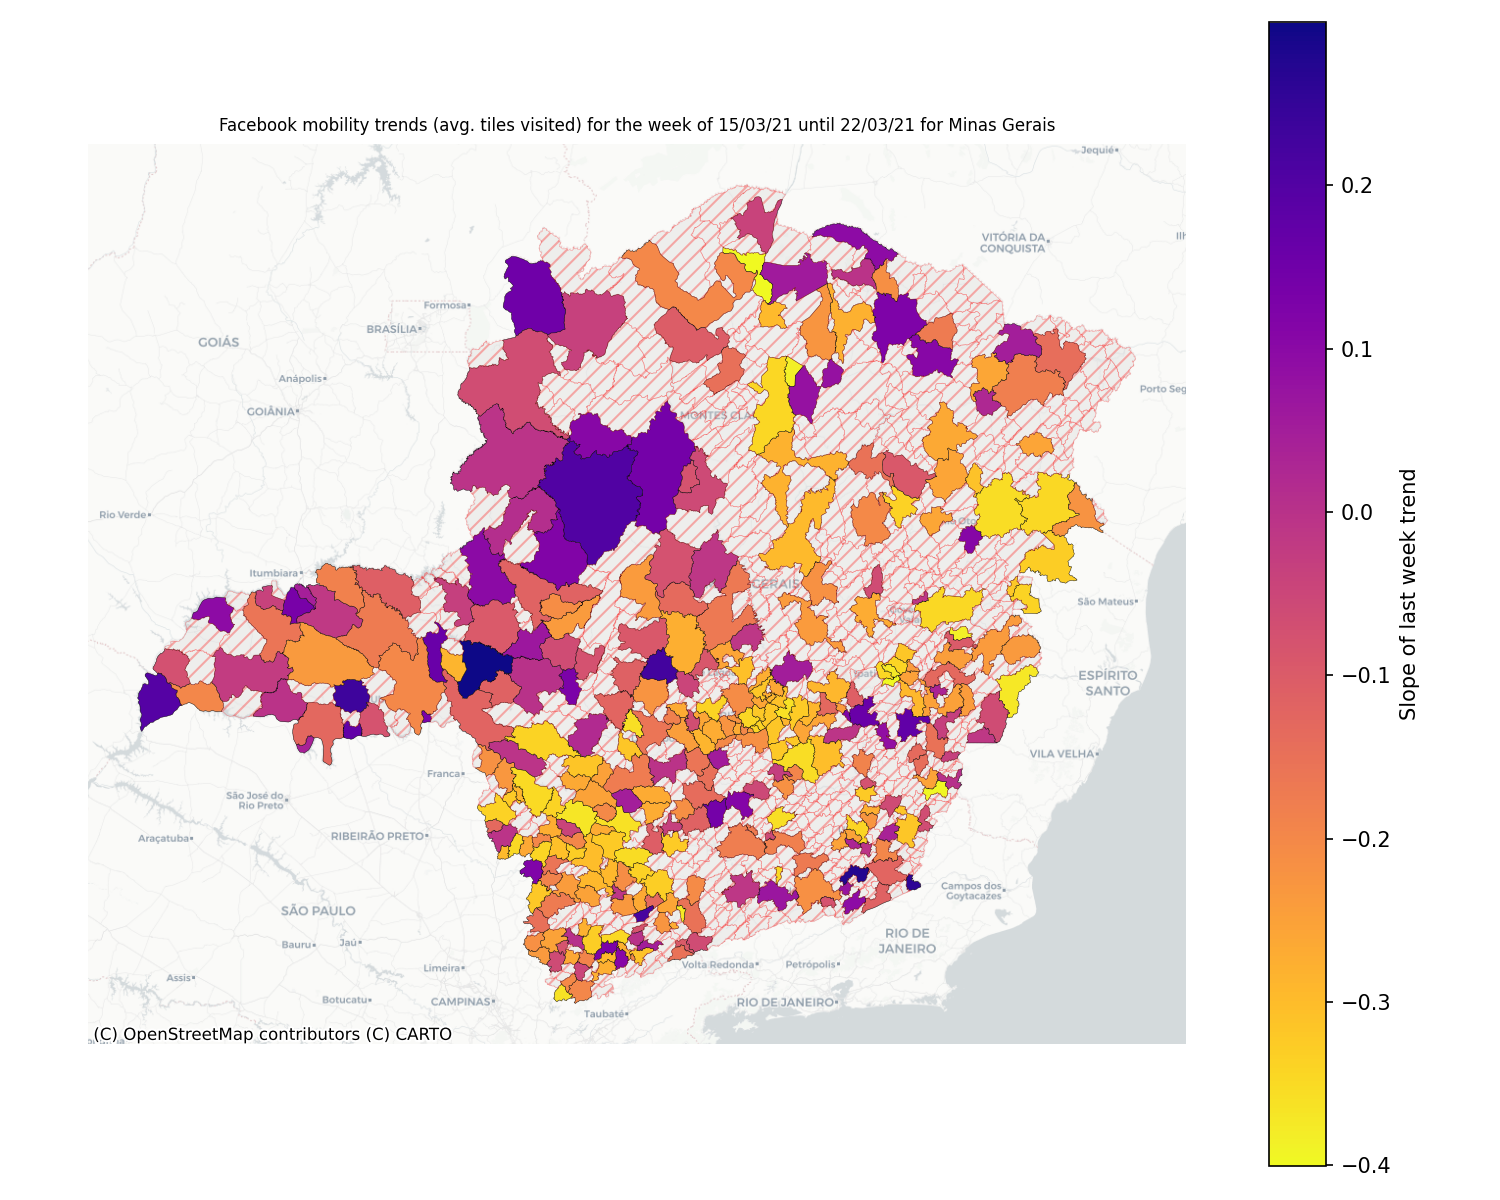 Facebook mobility trends (avg. tiles visited) for the week of 15/03/21 until 22/03/21 for Minas Gerais
Jequié
VITÓRIA DA
CONQUISTA
Formosa
BRASÍLIA
GOIÁS
Anápolis
Porto Seg
GOIÂNIA
MONTES CLA
Rio Verde
Itumbiara
GERAIS
São Mateus
ESPÍRITO
SANTO
VILA VELHA
Franca
São José do
Rio Preto
Araçatuba
RIBEIRÃO PRETO
Campos dos
Goytacazes
SÃO PAULO
RIO DE
JANEIRO
Bauru
Jaú
Limeira
Volta Redonda
Petrópolis
Assis
Botucatu
CAMPINAS
RIO DE JANEIRO
Taubaté
(C) OpenStreetMap contributors (C) CARTO
0.2
0.1
0.0
−0.1
−0.2
−0.3
−0.4
Slope of last week trend